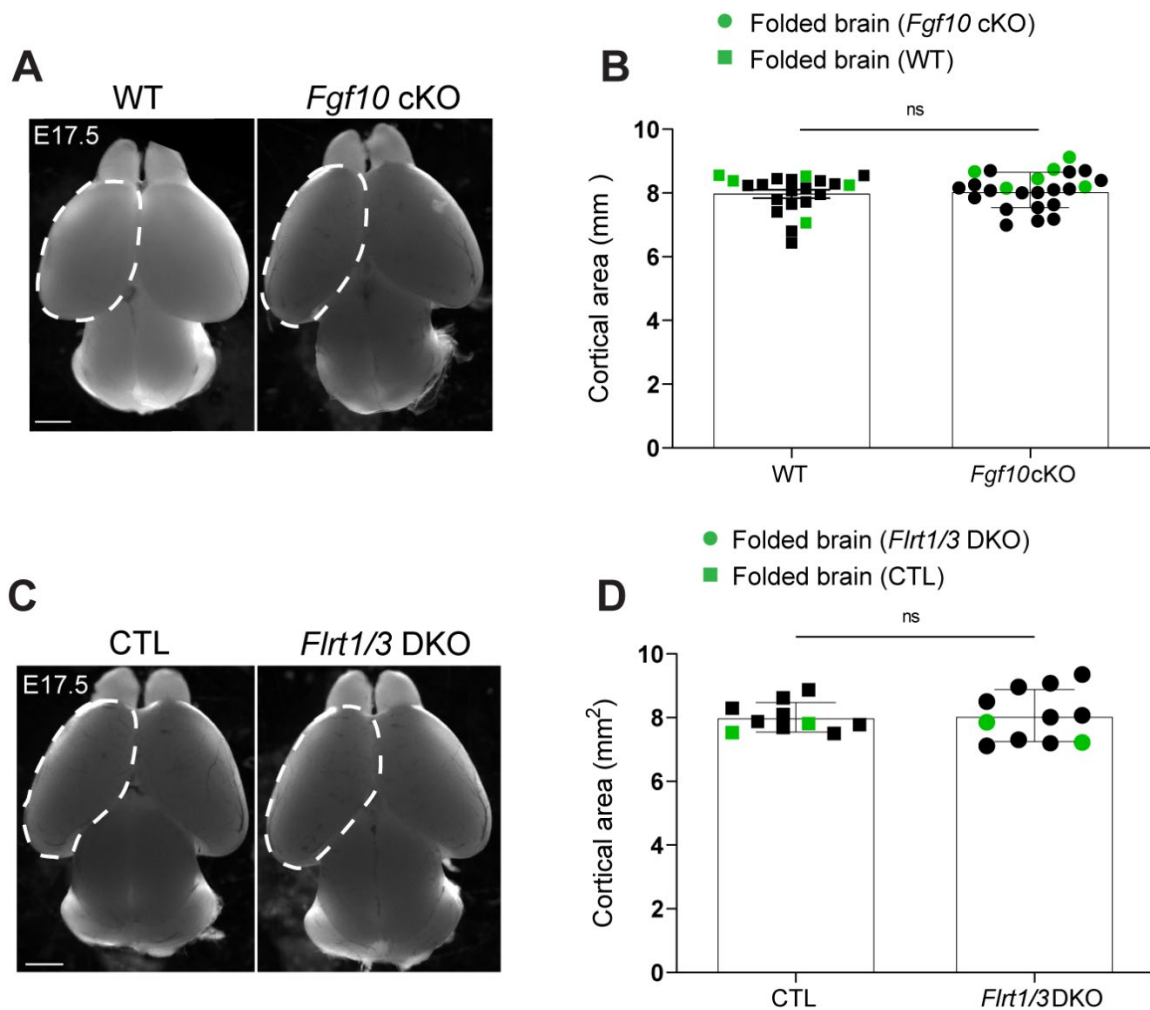 Folded brain (Fgf10 cKO)
Folded brain (WT)
A
WT
Fgf10 cKO
E17.5
B
ns
Cortical area (mm )
10
8
6
4
2
0
WT
Fgf10cKO
Folded brain (Flrt1/3 DKO)
Folded brain (CTL)
C
CTL
Flrt1/3 DKO
E17.5
D
ns
Cortical area (mm²)
10
8
6
4
2
0
CTL
Flrt1/3DKO